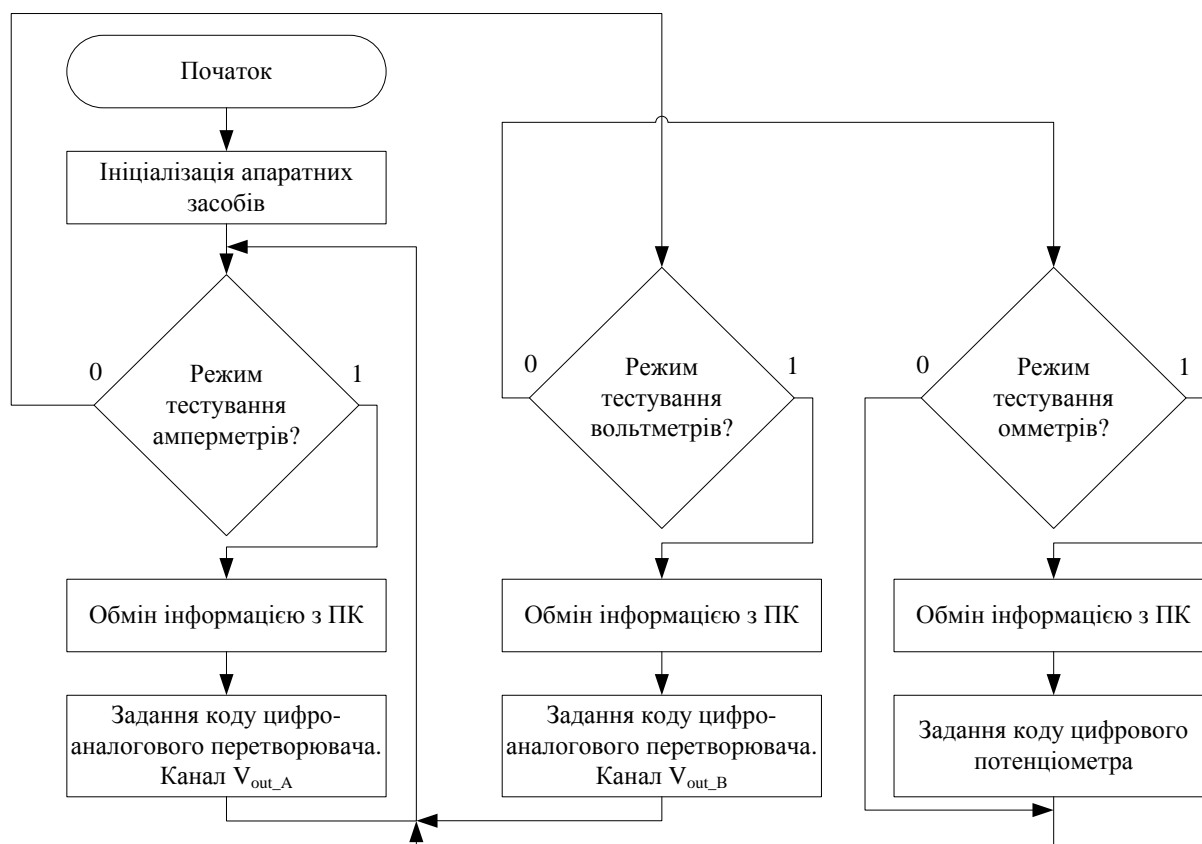 Початок
Ініціалізація апаратних
засобів
0
Режим
тестування
амперметрів?
1
Обмін інформацією з ПК
Задання коду цифро-
аналогового перетворювача.
Канал V_out_A
0
Режим
тестування
вольтметрів?
1
Обмін інформацією з ПК
Задання коду цифро-
аналогового перетворювача.
Канал V_out_B
0
Режим
тестування
омметрів?
1
Обмін інформацією з ПК
Задання коду цифрового
потенціометра